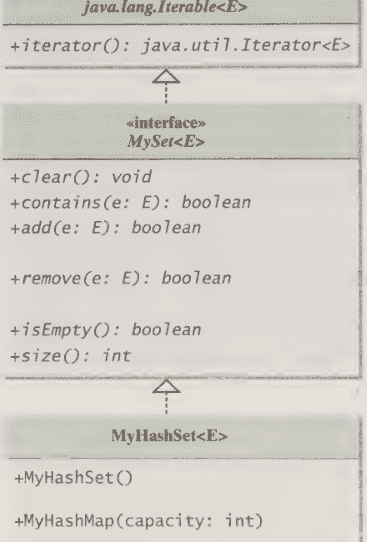 java.lang.Iterable<E>
+iterator(): java.util.Iterator<E>
«interface»
MySet<E>
+clear(): void
+contains(e: E): boolean
+add(e: E): boolean
+remove(e: E): boolean
+isEmpty(): boolean
+size(): int
MyHashSet<E>
+MyHashSet()
+MyHashMap(capacity: int)